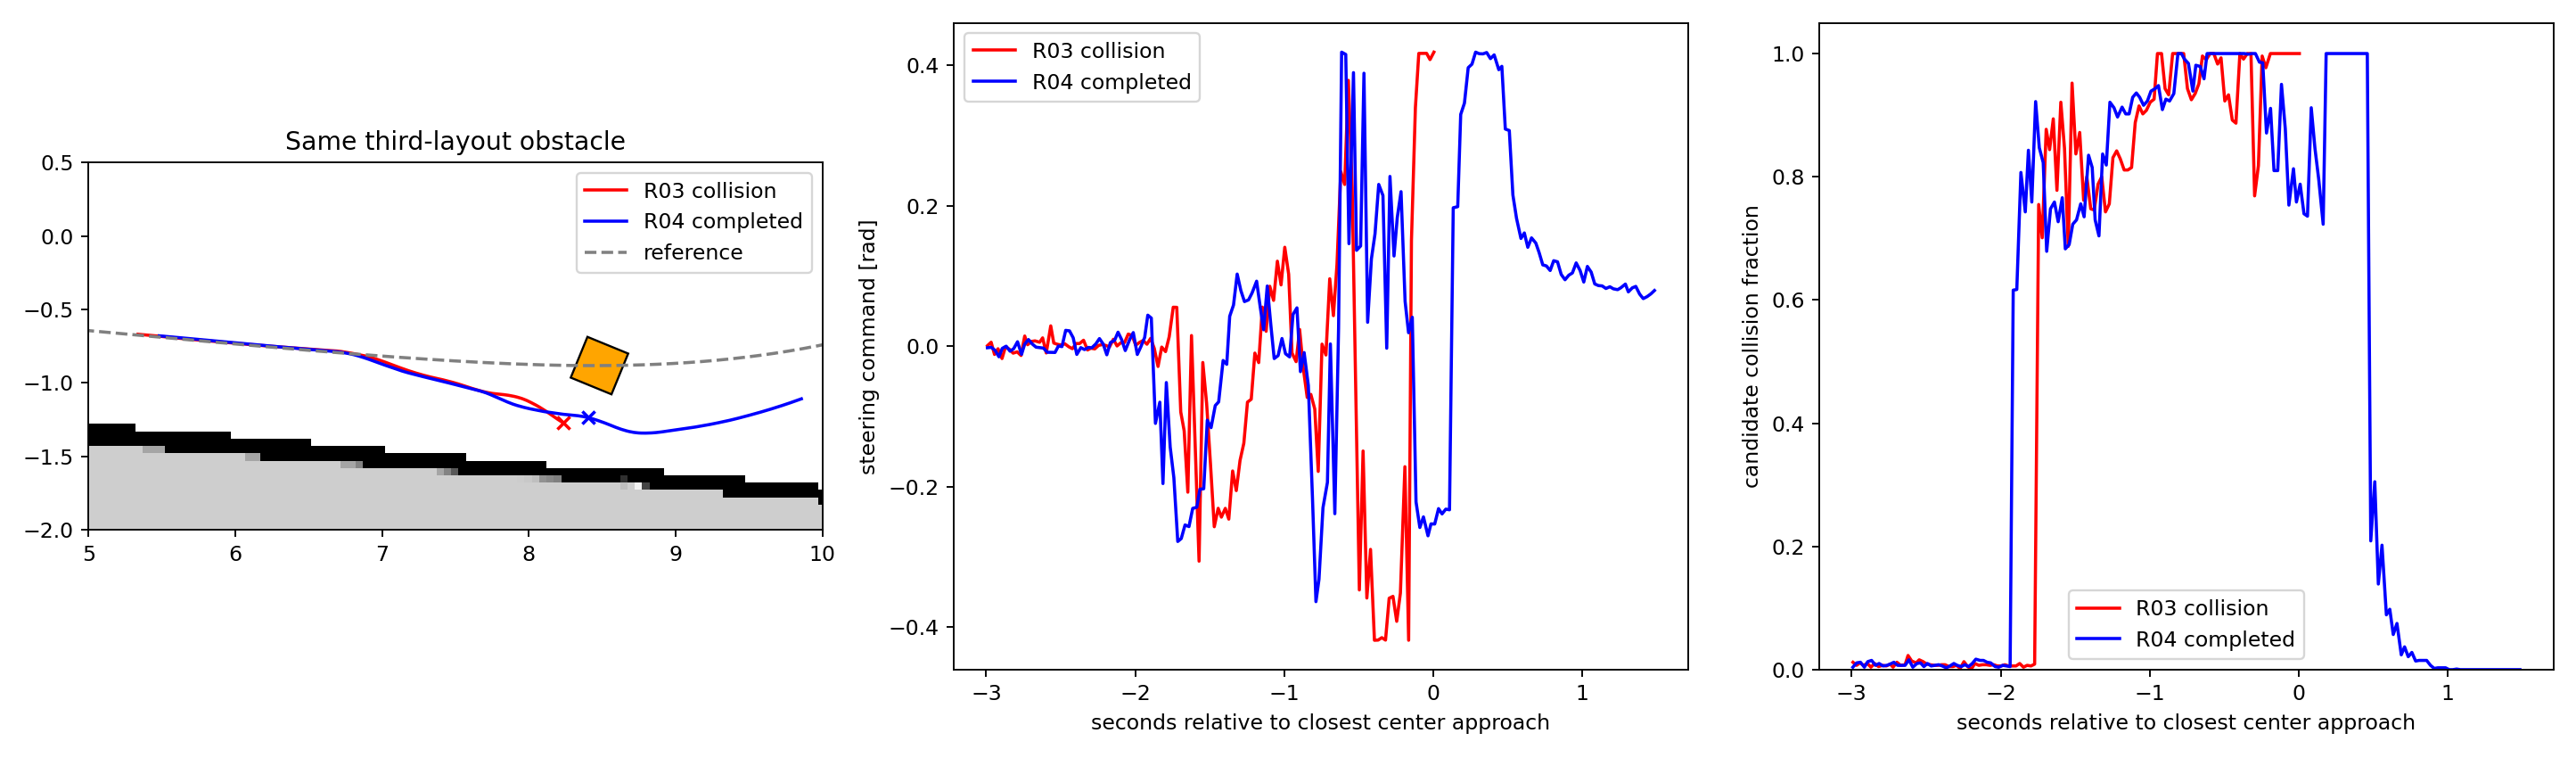 Same third-layout obstacle
R03 collision
R04 completed
reference
0.5
0.0
−0.5
−1.0
−1.5
−2.0
5
6
7
8
9
10
R03 collision
R04 completed
steering command [rad]
0.4
0.2
0.0
−0.2
−0.4
−3
−2
−1
0
1
seconds relative to closest center approach
candidate collision fraction
1.0
0.8
0.6
0.4
0.2
0.0
R03 collision
R04 completed
−3
−2
−1
0
1
seconds relative to closest center approach